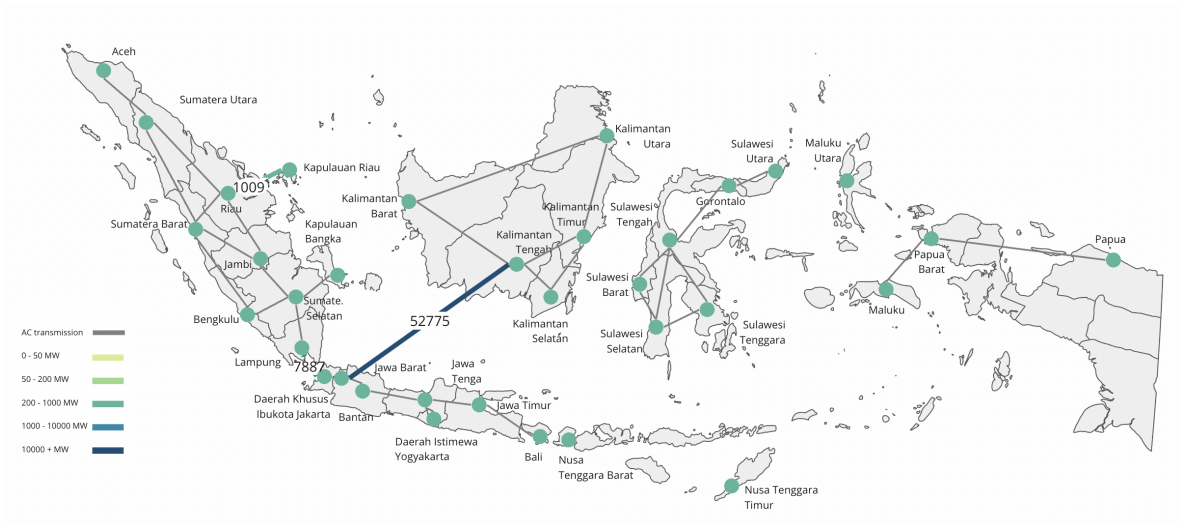 Aceh
Sumatera Utara
Kapulauan Riau
1009
Riau
Sumatera Barat
Kapulauan
Bangka
Jambi
Sumate.
Selatan
Bengkulu
Lampung
7887
Kalimantan
Utara
Kalimantan
Barat
Kalimantan
Timur
Kalimantan
Tengah
Kalimantan
Selatan
52775
Sulawesi
Utara
Gorontalo
Sulawesi
Tengah
Sulawesi
Barat
Sulawesi
Selatan
Sulawesi
Tenggara
Maluku
Utara
Papua
Barat
Papua
Maluku
Jawa Barat
Jawa
Tenga
Daerah Khusus
Ibukota Jakarta
Bantan
Jawa Timur
Daerah Istimewa
Yogyakarta
Bali
Nusa
Tenggara Barat
Nusa Tenggara
Timur
AC transmission
0 - 50 MW
50 - 200 MW
200 - 1000 MW
1000 - 10000 MW
10000 + MW